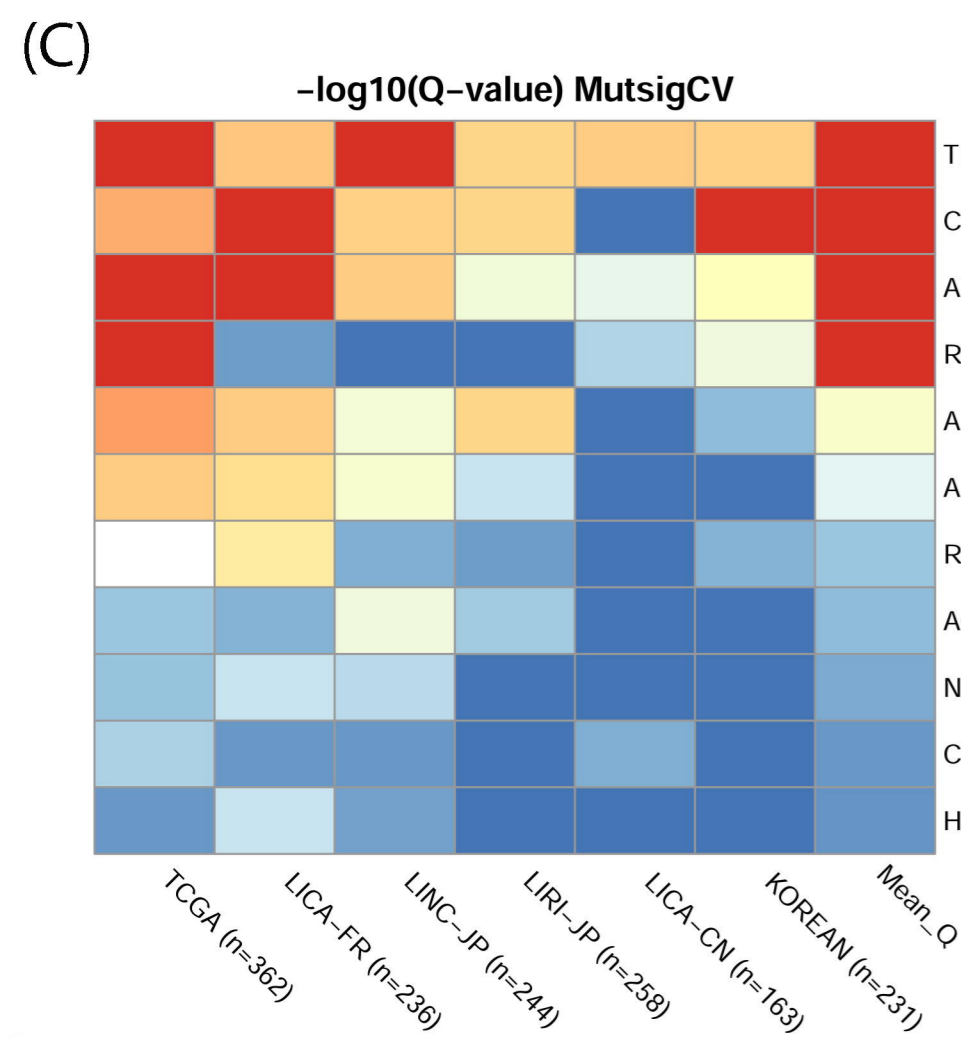 (C)
−log10(Q−value) MutsigCV
T
C
A
R
A
A
R
A
N
C
H
TCGA (n=362)
LICA−FR (n=236)
LINC−JP (n=244)
LIRI−JP (n=258)
LICA−CN (n=163)
KOREAN (n=231)
Mean_Q